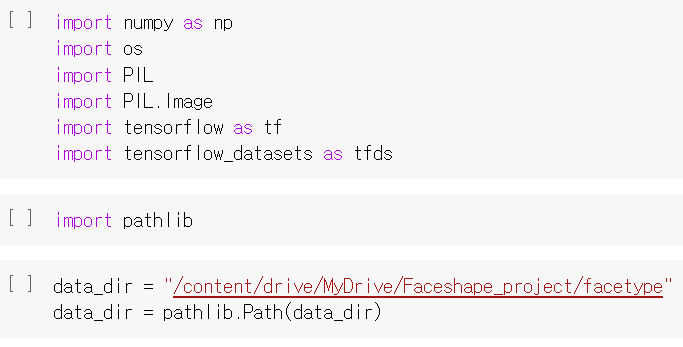 [ ] import numpy as np
import os
import PIL
import PIL.Image
import tensorflow as tf
import tensorflow_datasets as tfds
[ ] import pathlib
[ ] data_dir = "/content/drive/MyDrive/Faceshape_project/facetype"
data_dir = pathlib.Path(data_dir)